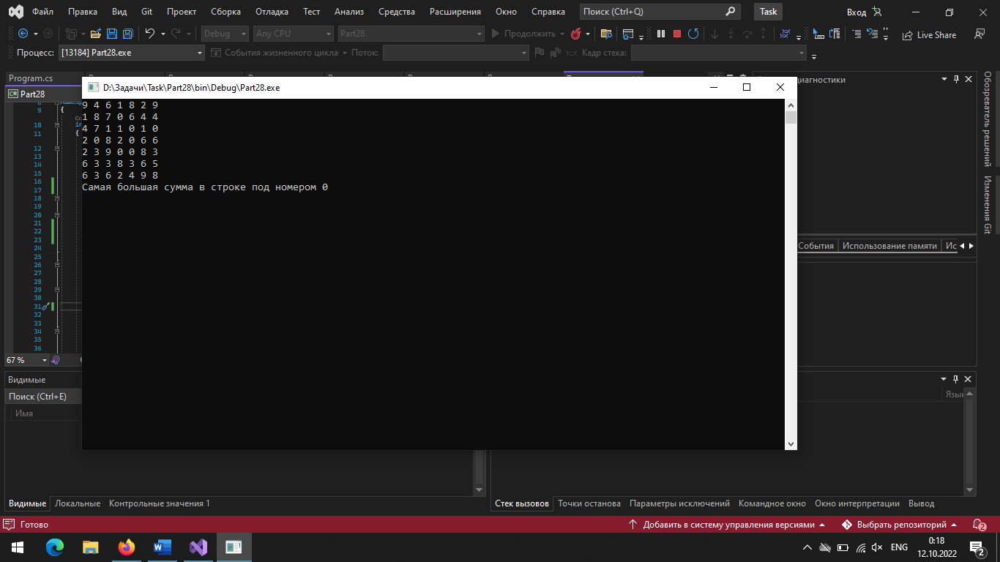 Файл Правка Вид Git Проект Сборка Отладка Тест Анализ Средства Расширения Окно Справка Поиск (Ctrl+Q) Task Вход
Debug Any CPU Part28 Продолжить Live Share
Процесс: [13184] Part28.exe События жизненного цикла Поток: Кадр стека:
Program.cs
диагностики
Part28
D:\Задачи\Task\Part28\bin\Debug\Part28.exe
9 4 6 1 8 2 9
1 8 7 0 6 4 4
4 7 1 1 0 1 0
2 0 8 2 0 6 6
2 3 9 0 0 8 3
6 3 3 8 3 6 5
6 3 6 2 4 9 8
Самая большая сумма в строке под номером 0
8
9 {
10 in
11 {
12
13
14
15
16
17
18
19
20
21
22
23
24
25
26
27
28
29
30
31
32
33
34
35
36
67 %
События Использование памяти Ис
Обозреватель решений
Изменения Git
Видимые
Поиск (Ctrl+E)
Имя
Язык
Видимые Локальные Контрольные значения 1
Стек вызовов Точки останова Параметры исключений Командное окно Окно интерпретации Вывод
Готово Добавить в систему управления версиями Выбрать репозиторий 2
ENG 0:18
12.10.2022 2